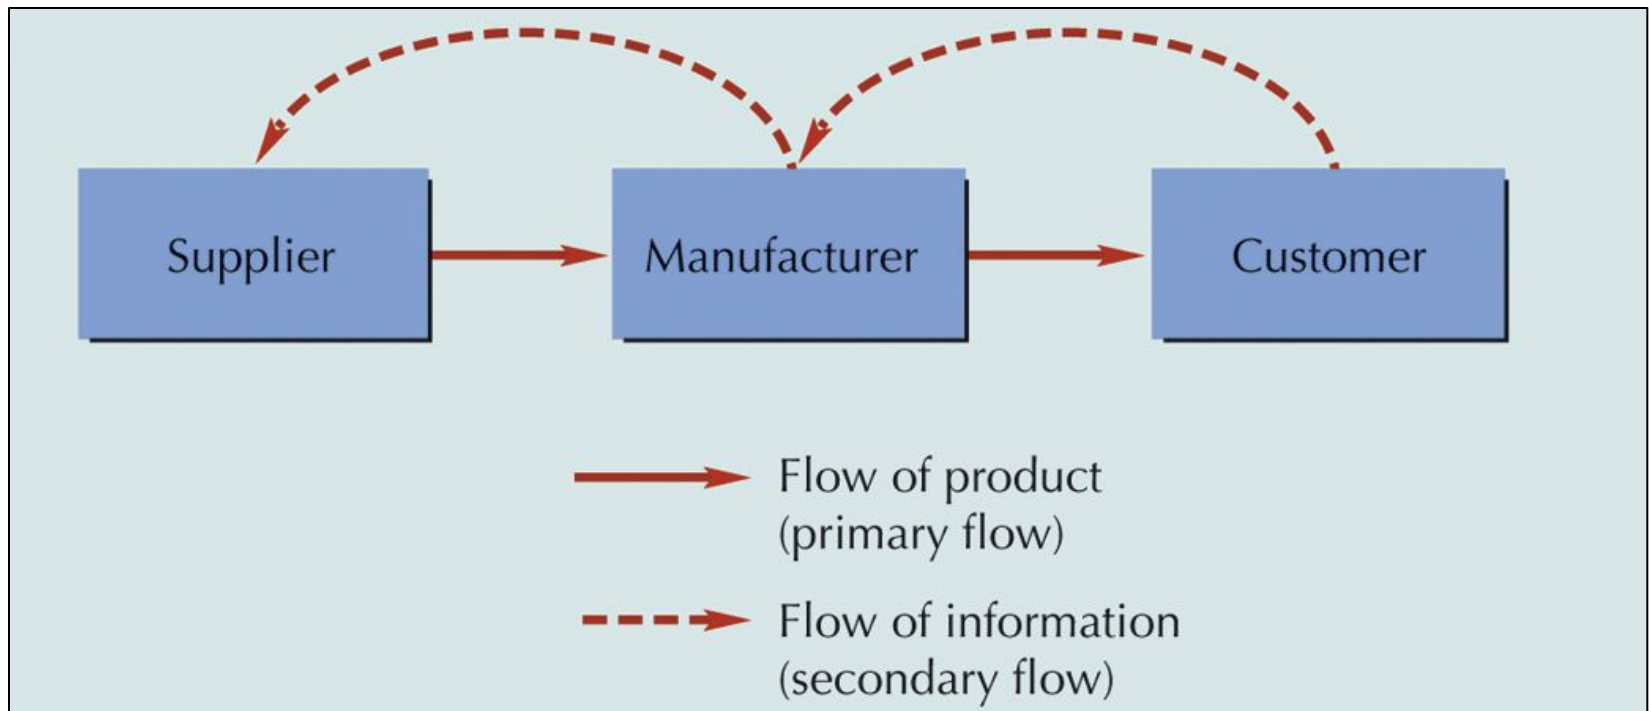 Supplier
Manufacturer
Customer
Flow of product
(primary flow)
Flow of information
(secondary flow)